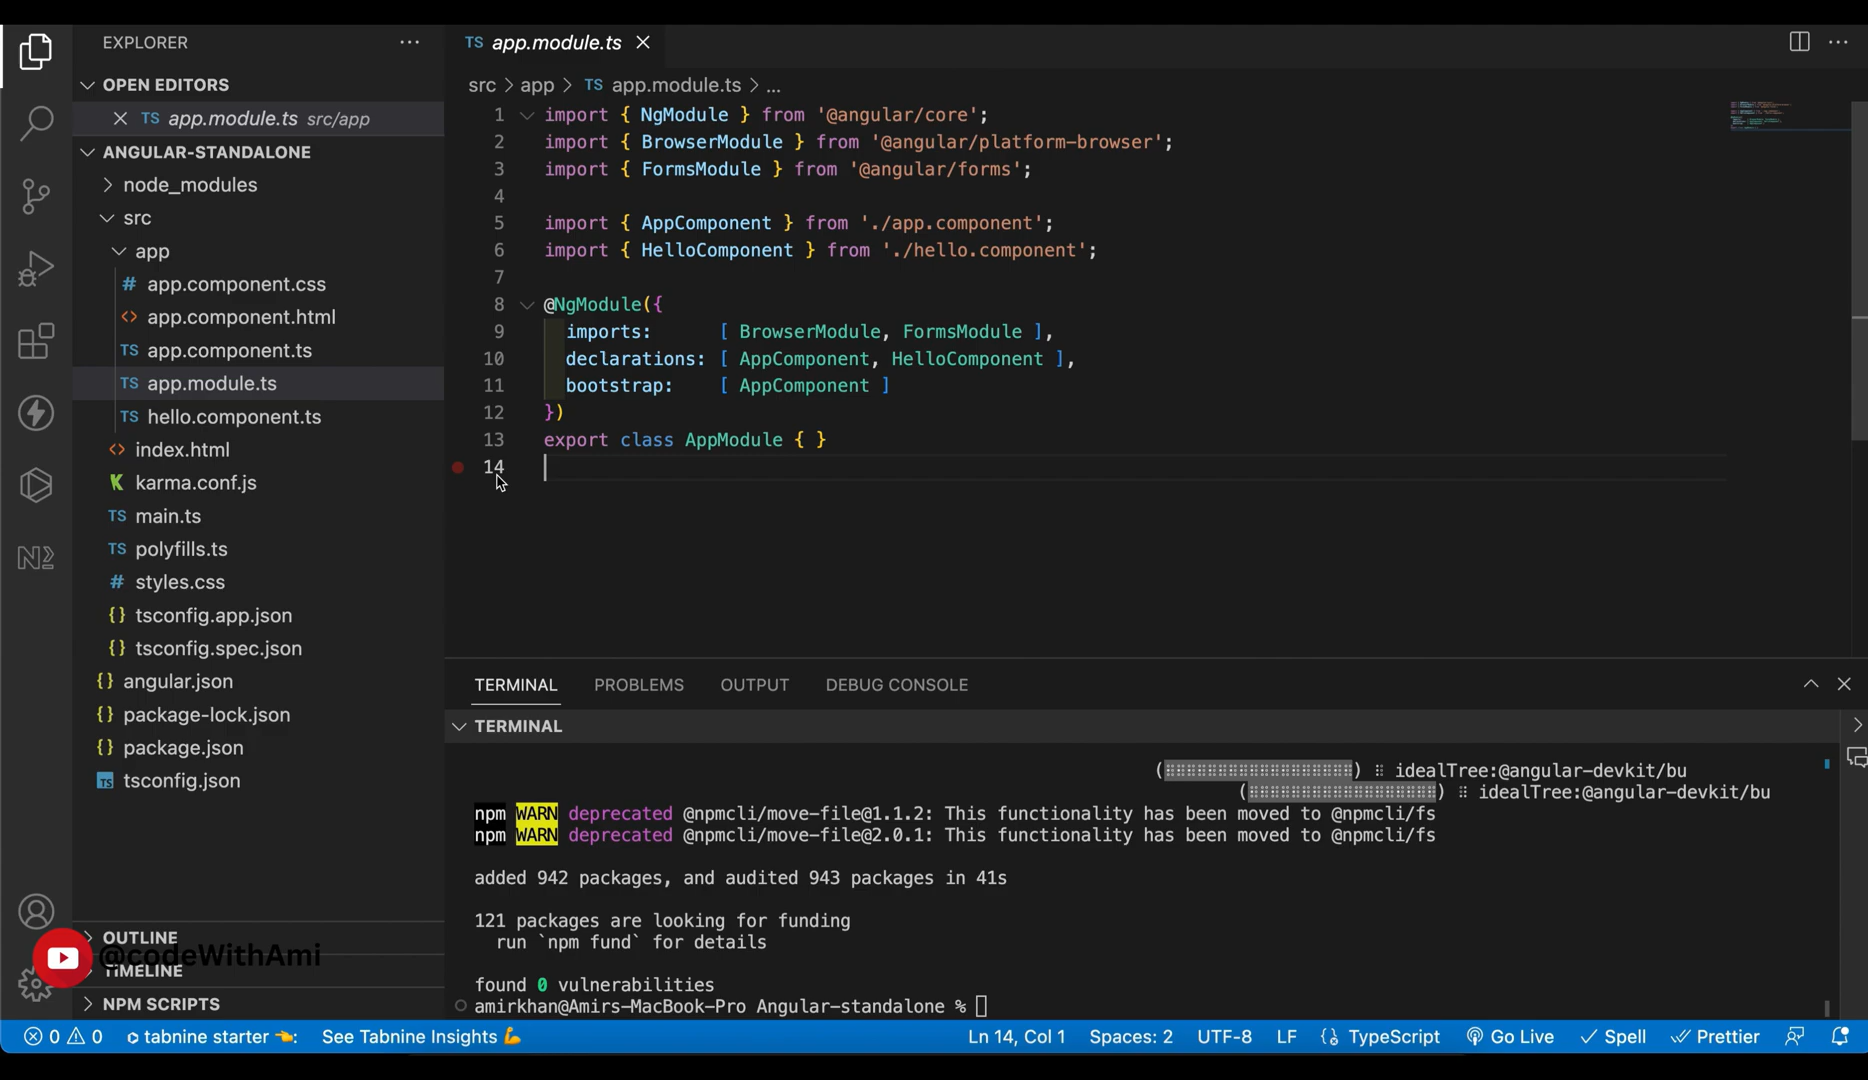 EXPLORER
OPEN EDITORS
TS app.module.ts src/app
ANGULAR-STANDALONE
node_modules
src
app
# app.component.css
<> app.component.html
TS app.component.ts
TS app.module.ts
TS hello.component.ts
<> index.html
karma.conf.js
TS main.ts
TS polyfills.ts
# styles.css
{} tsconfig.app.json
{} tsconfig.spec.json
{} angular.json
{} package-lock.json
{} package.json
TS tsconfig.json
OUTLINE
@codeWithAmi
TIMELINE
NPM SCRIPTS
TS app.module.ts
src > app > TS app.module.ts > ...
1 import { NgModule } from '@angular/core';
2 import { BrowserModule } from '@angular/platform-browser';
3 import { FormsModule } from '@angular/forms';
4
5 import { AppComponent } from './app.component';
6 import { HelloComponent } from './hello.component';
7
8 @NgModule({
9 imports: [ BrowserModule, FormsModule ],
10 declarations: [ AppComponent, HelloComponent ],
11 bootstrap: [ AppComponent ]
12 })
13 export class AppModule { }
14
TERMINAL PROBLEMS OUTPUT DEBUG CONSOLE
TERMINAL
(⠿⠿⠿⠿⠿⠿⠿⠿⠿⠿⠿⠿⠿⠿⠿⠿⠿⠿) ⠇ idealTree:@angular-devkit/bu
(⠿⠿⠿⠿⠿⠿⠿⠿⠿⠿⠿⠿⠿⠿⠿⠿⠿⠿) ⠇ idealTree:@angular-devkit/bu
npm WARN deprecated @npmcli/move-file@1.1.2: This functionality has been moved to @npmcli/fs
npm WARN deprecated @npmcli/move-file@2.0.1: This functionality has been moved to @npmcli/fs
added 942 packages, and audited 943 packages in 41s
121 packages are looking for funding
run `npm fund` for details
found 0 vulnerabilities
amirkhan@Amirs-MacBook-Pro Angular-standalone %
0 0 tabnine starter 👈: See Tabnine Insights 💪 Ln 14, Col 1 Spaces: 2 UTF-8 LF {} TypeScript Go Live Spell Prettier